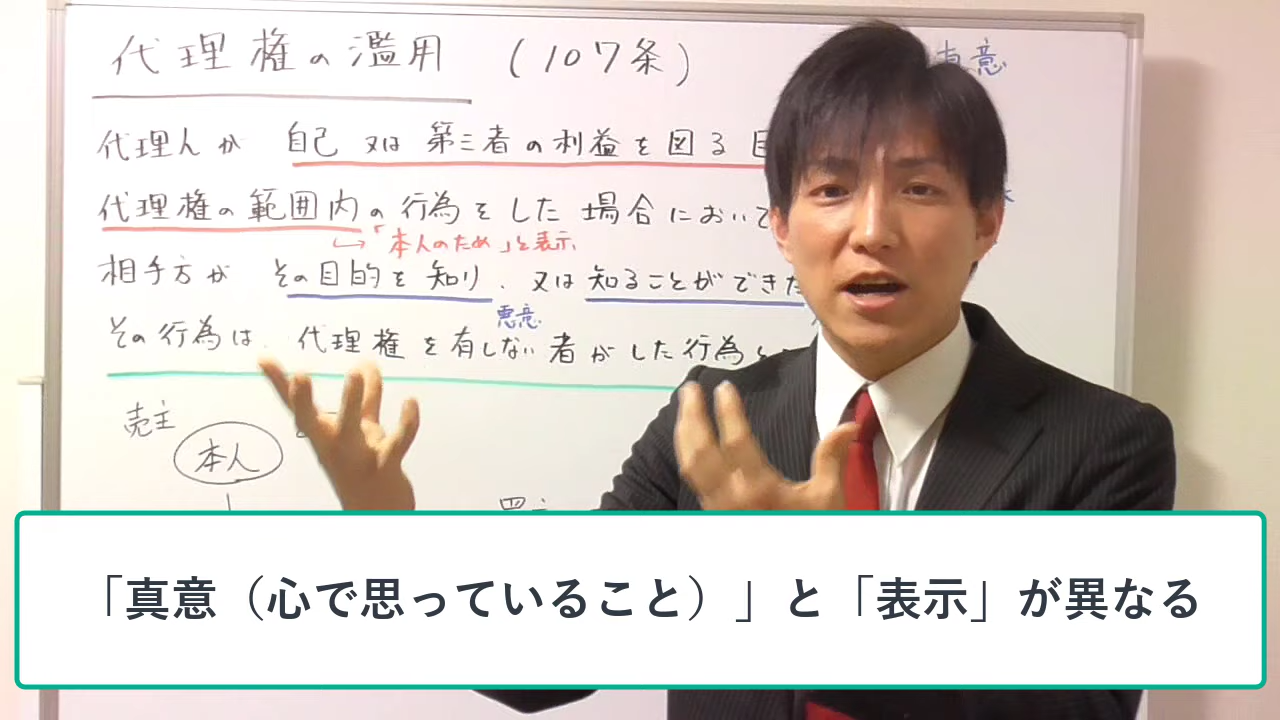 代理権の濫用 (107条)
真意
代理人が 自己 又は 第三者の利益を図る目
代理権の範囲内の行為をした場合において
↳「本人のため」と表示
相手方が その目的を知り、又は知ることができた
悪意
その行為は、代理権を有しない者がした行為と
売主
本人
「真意（心で思っていること）」と「表示」が異なる